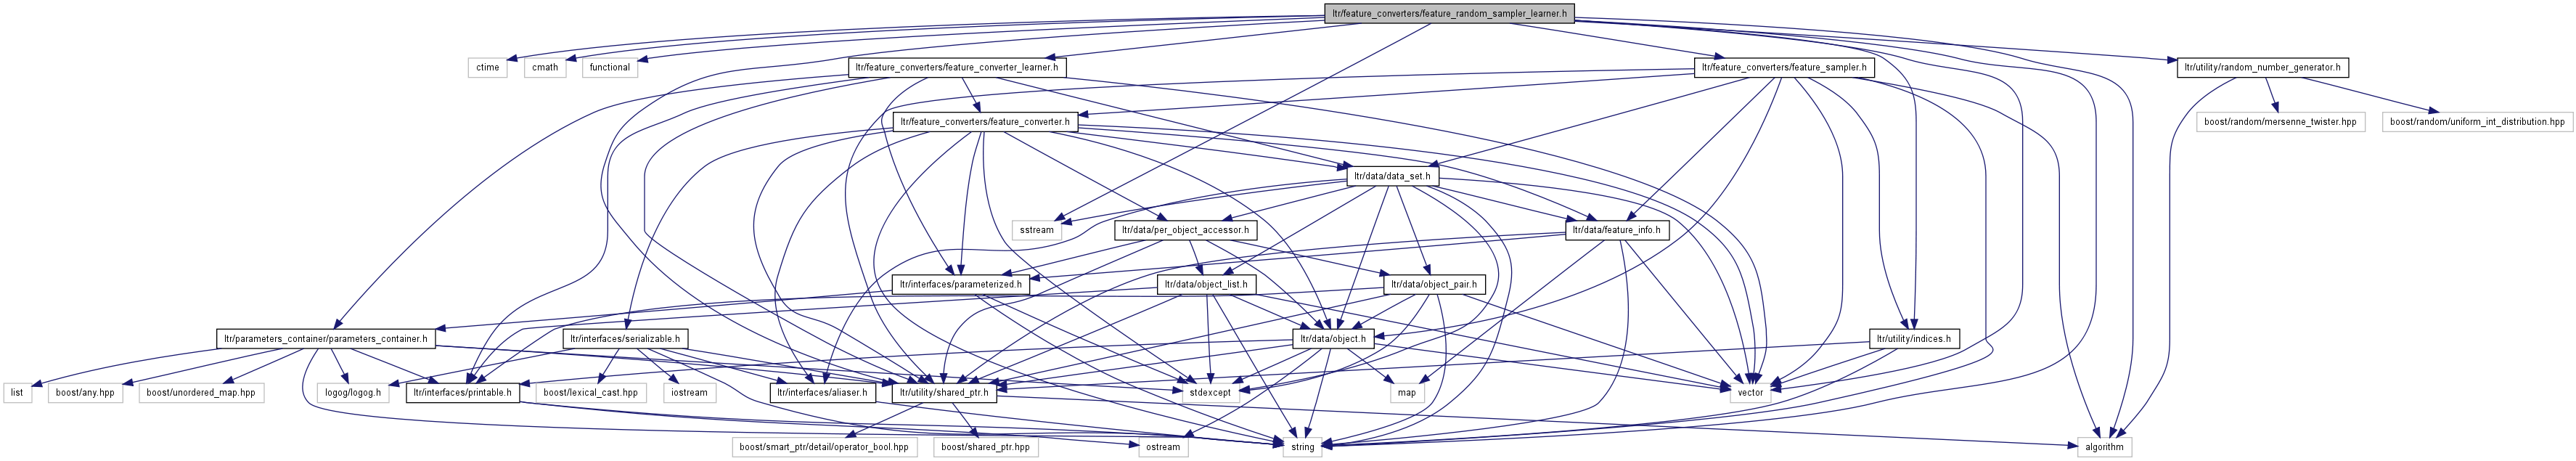 ltr/feature_converters/feature_random_sampler_learner.h
ctime
cmath
functional
ltr/feature_converters/feature_converter_learner.h
ltr/feature_converters/feature_sampler.h
ltr/utility/random_number_generator.h
ltr/feature_converters/feature_converter.h
boost/random/mersenne_twister.hpp
boost/random/uniform_int_distribution.hpp
ltr/data/data_set.h
sstream
ltr/data/per_object_accessor.h
ltr/data/feature_info.h
ltr/interfaces/parameterized.h
ltr/data/object_list.h
ltr/data/object_pair.h
ltr/parameters_container/parameters_container.h
ltr/interfaces/serializable.h
ltr/data/object.h
ltr/utility/indices.h
list
boost/any.hpp
boost/unordered_map.hpp
logog/logog.h
ltr/interfaces/printable.h
boost/lexical_cast.hpp
iostream
ltr/interfaces/aliaser.h
ltr/utility/shared_ptr.h
stdexcept
map
vector
boost/smart_ptr/detail/operator_bool.hpp
boost/shared_ptr.hpp
ostream
string
algorithm